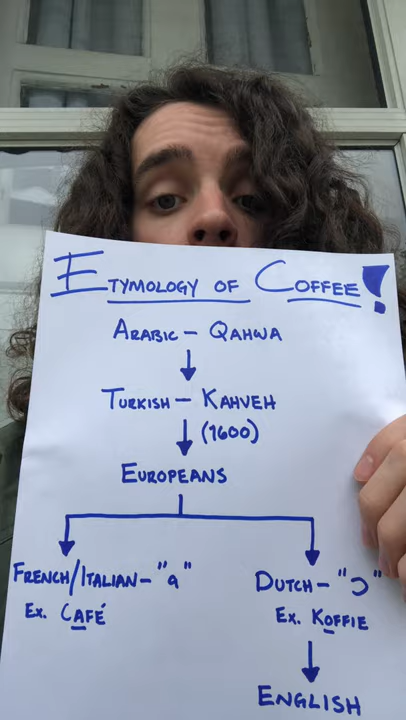 ETYMOLOGY OF COFFEE!
ARABIC — QAHWA
TURKISH — KAHVEH
(1600)
EUROPEANS
FRENCH/ITALIAN — "a"
Ex. CAFÉ
DUTCH — "ɔ"
Ex. KOFFIE
ENGLISH